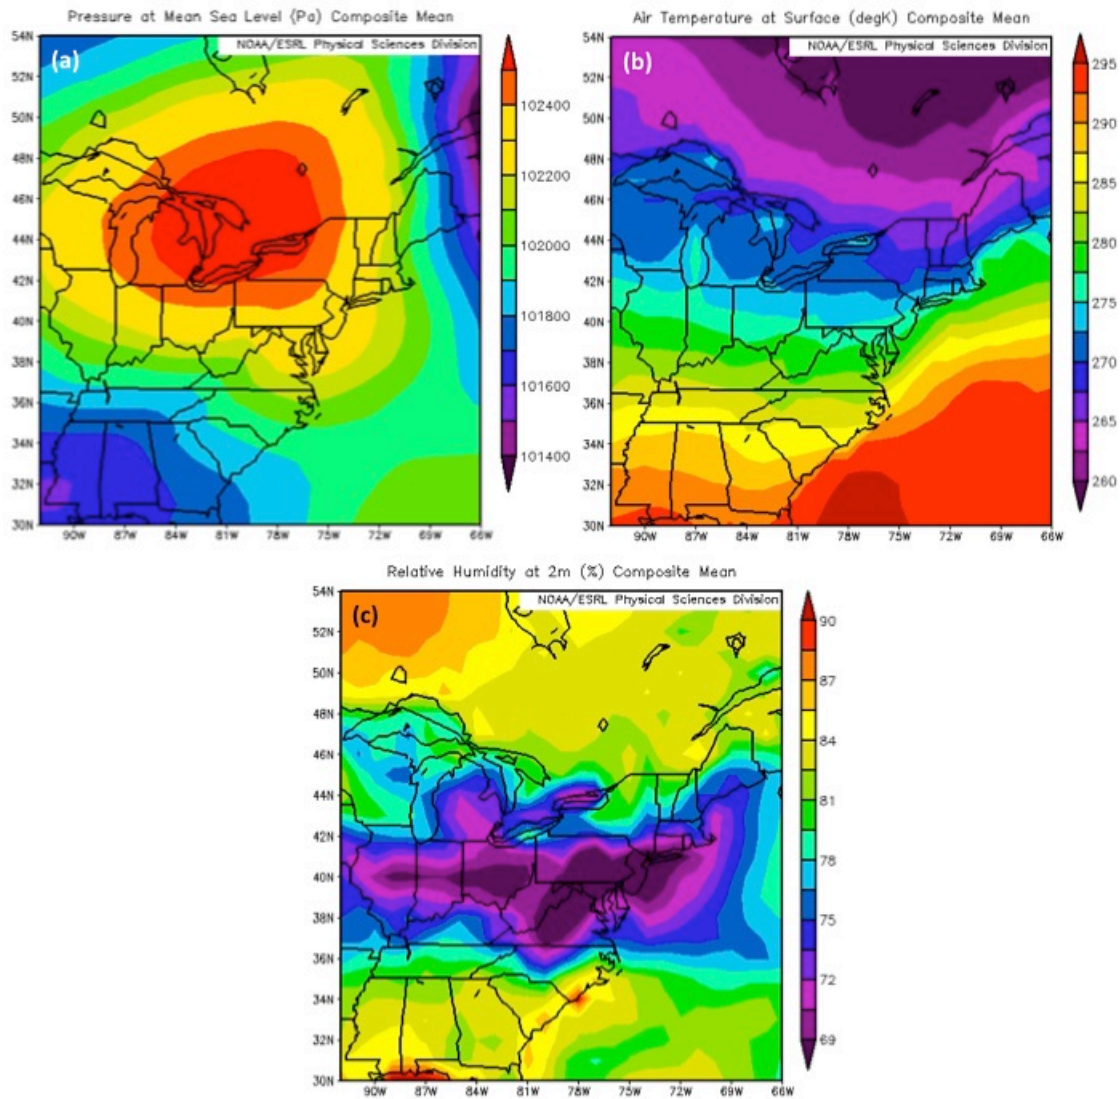 Pressure at Mean Sea Level (Pa) Composite Mean
NOAA/ESRL Physical Sciences Division
(a)
54N
52N
50N
48N
46N
44N
42N
40N
38N
36N
34N
32N
30N
90W 87W 84W 81W 78W 75W 72W 69W 66W
102400
102200
102000
101800
101600
101400
Air Temperature at Surface (degK) Composite Mean
NOAA/ESRL Physical Sciences Division
(b)
54N
52N
50N
48N
46N
44N
42N
40N
38N
36N
34N
32N
30N
90W 87W 84W 81W 78W 75W 72W 69W 66W
295
290
285
280
275
270
265
260
Relative Humidity at 2m (%) Composite Mean
NOAA/ESRL Physical Sciences Division
(c)
54N
52N
50N
48N
46N
44N
42N
40N
38N
36N
34N
32N
30N
90W 87W 84W 81W 78W 75W 72W 69W 66W
90
87
84
81
78
75
72
69